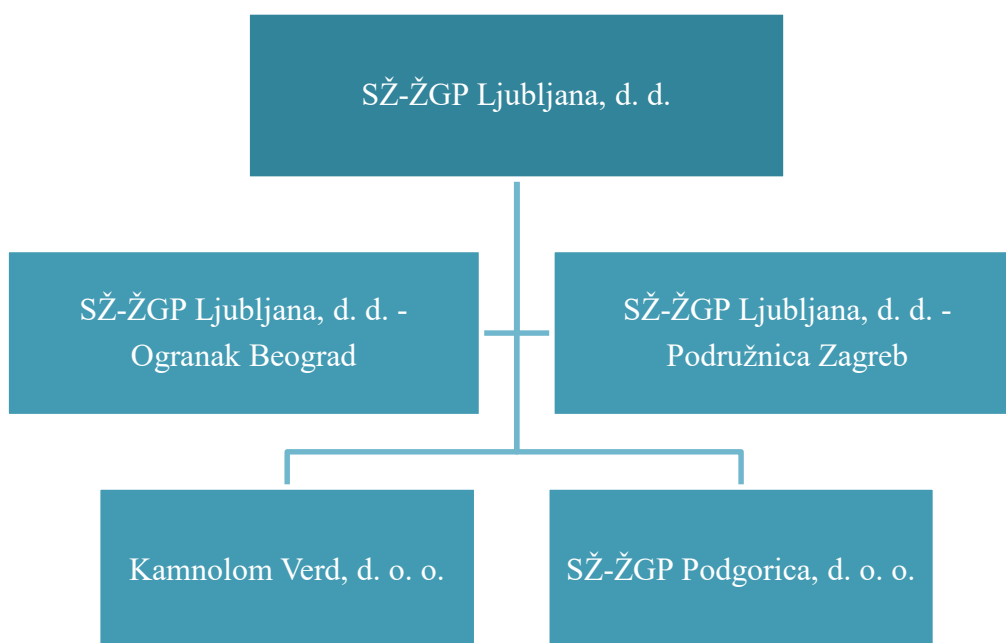 SŽ-ŽGP Ljubljana, d. d.
SŽ-ŽGP Ljubljana, d. d. -
Ogranak Beograd
SŽ-ŽGP Ljubljana, d. d. -
Podružnica Zagreb
Kamnolom Verd, d. o. o.
SŽ-ŽGP Podgorica, d. o. o.